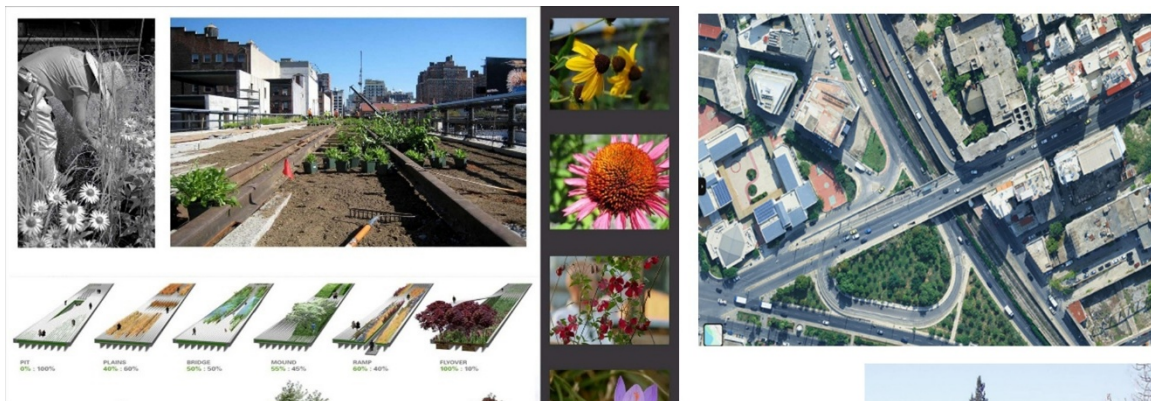 PIT
0% : 100%
PLAINS
40% : 60%
BRIDGE
50% : 50%
MOUND
55% : 45%
RAMP
60% : 40%
FLYOVER
100% : 10%